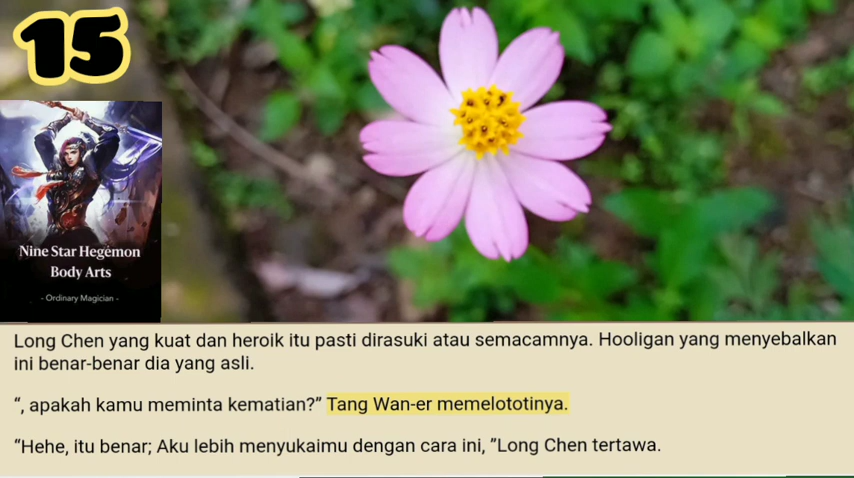 15
Nine Star Hegemon
Body Arts
- Ordinary Magician -
Long Chen yang kuat dan heroik itu pasti dirasuki atau semacamnya. Hooligan yang menyebalkan
ini benar-benar dia yang asli.
“, apakah kamu meminta kematian?” Tang Wan-er memelototinya.
“Hehe, itu benar; Aku lebih menyukaimu dengan cara ini, ”Long Chen tertawa.